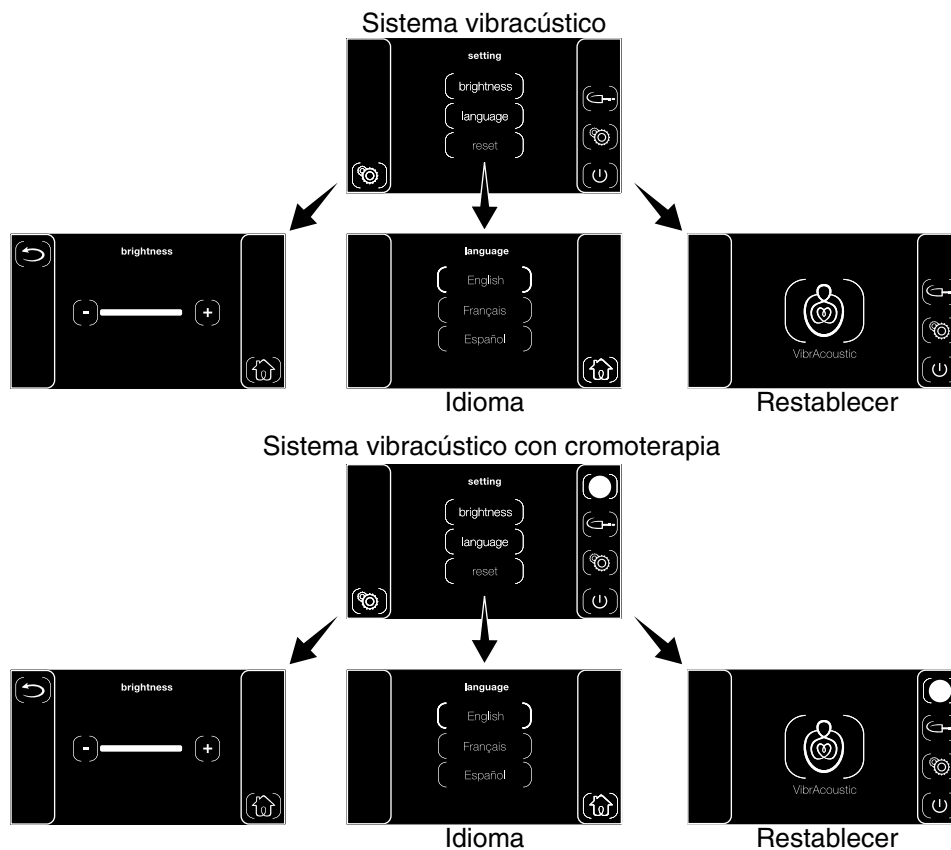 Sistema vibracústico
setting
brightness
language
reset
brightness
- +
language
English
Français
Español
VibrAcoustic
Idioma
Restablecer
Sistema vibracústico con cromoterapia
setting
brightness
language
reset
brightness
- +
language
English
Français
Español
VibrAcoustic
Idioma
Restablecer